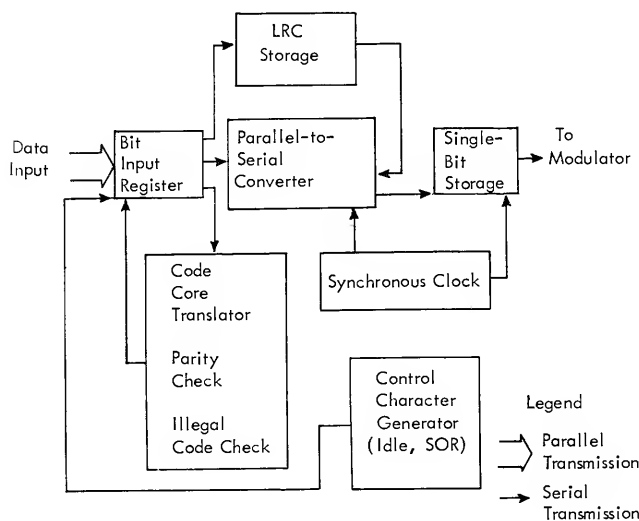 LRC
Storage
Data
Input
Bit
Input
Register
Parallel-to-
Serial
Converter
Single-
Bit
Storage
To
Modulator
Synchronous Clock
Code
Core
Translator
Parity
Check
Illegal
Code Check
Control
Character
Generator
(Idle, SOR)
Legend
Parallel
Transmission
Serial
Transmission